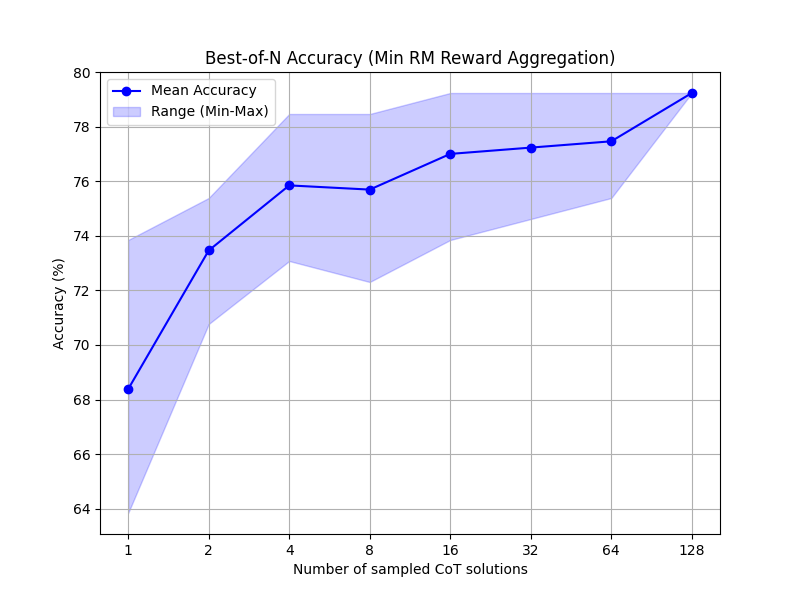 Best-of-N Accuracy (Min RM Reward Aggregation)
Mean Accuracy
Range (Min-Max)
Accuracy (%)
80
78
76
74
72
70
68
66
64
1 2 4 8 16 32 64 128
Number of sampled CoT solutions